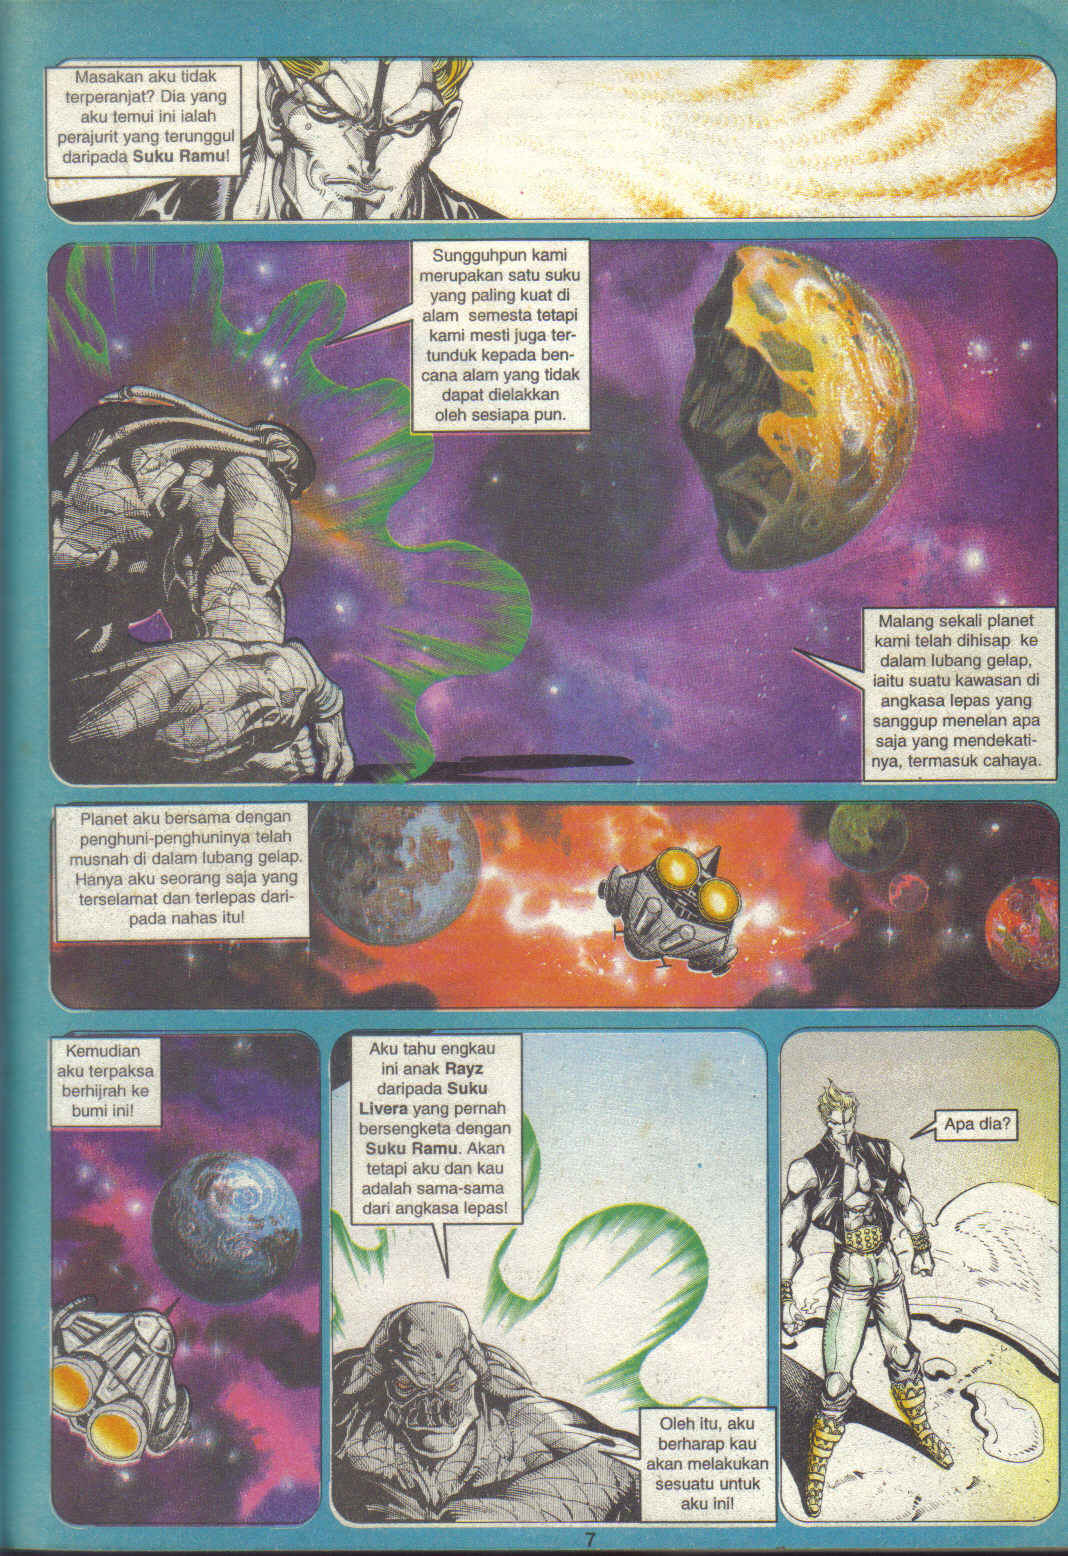 Masakan aku tidak
terperanjat? Dia yang
aku temui ini ialah
perajurit yang terunggul
daripada Suku Ramu!
Sungguhpun kami
merupakan satu suku
yang paling kuat di
alam semesta tetapi
kami mesti juga ter-
tunduk kepada ben-
cana alam yang tidak
dapat dielakkan
oleh sesiapa pun.
Malang sekali planet
kami telah dihisap ke
dalam lubang gelap,
iaitu suatu kawasan di
angkasa lepas yang
sanggup menelan apa
saja yang mendekati-
nya, termasuk cahaya.
Planet aku bersama dengan
penghuni-penghuninya telah
musnah di dalam lubang gelap.
Hanya aku seorang saja yang
terselamat dan terlepas dari-
pada nahas itu!
Kemudian
aku terpaksa
berhijrah ke
bumi ini!
Aku tahu engkau
ini anak Rayz
daripada Suku
Livera yang pernah
bersengketa dengan
Suku Ramu. Akan
tetapi aku dan kau
adalah sama-sama
dari angkasa lepas!
Oleh itu, aku
berharap kau
akan melakukan
sesuatu untuk
aku ini!
Apa dia?
7